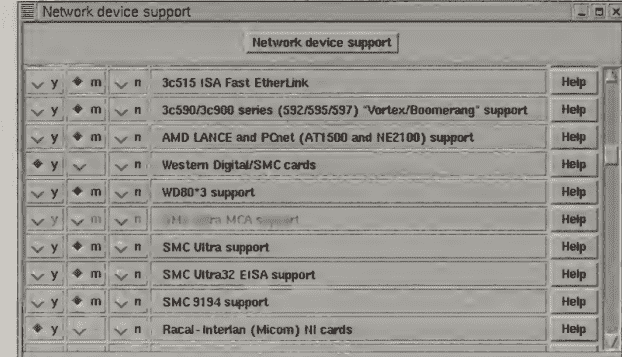 Network device support
Network device support
y m n 3c515 ISA Fast EtherLink Help
y m n 3c590/3c900 series (592/595/597) "Vortex/Boomerang" support Help
y m n AMD LANCE and PCnet (AT1500 and NE2100) support Help
y n Western Digital/SMC cards Help
y m n WD80*3 support Help
y m n MCA support Help
y m n SMC Ultra support Help
y m n SMC Ultra32 EISA support Help
y m n SMC 9194 support Help
y n Racal-Interlan (Micom) NI cards Help